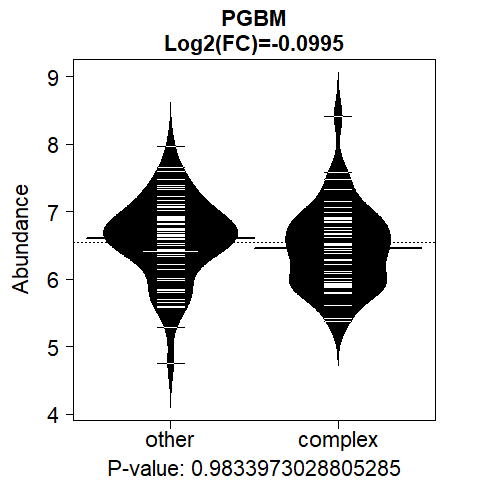 PGBM
Log2(FC)=-0.0995
Abundance
9
8
7
6
5
4
other complex
P-value: 0.9833973028805285